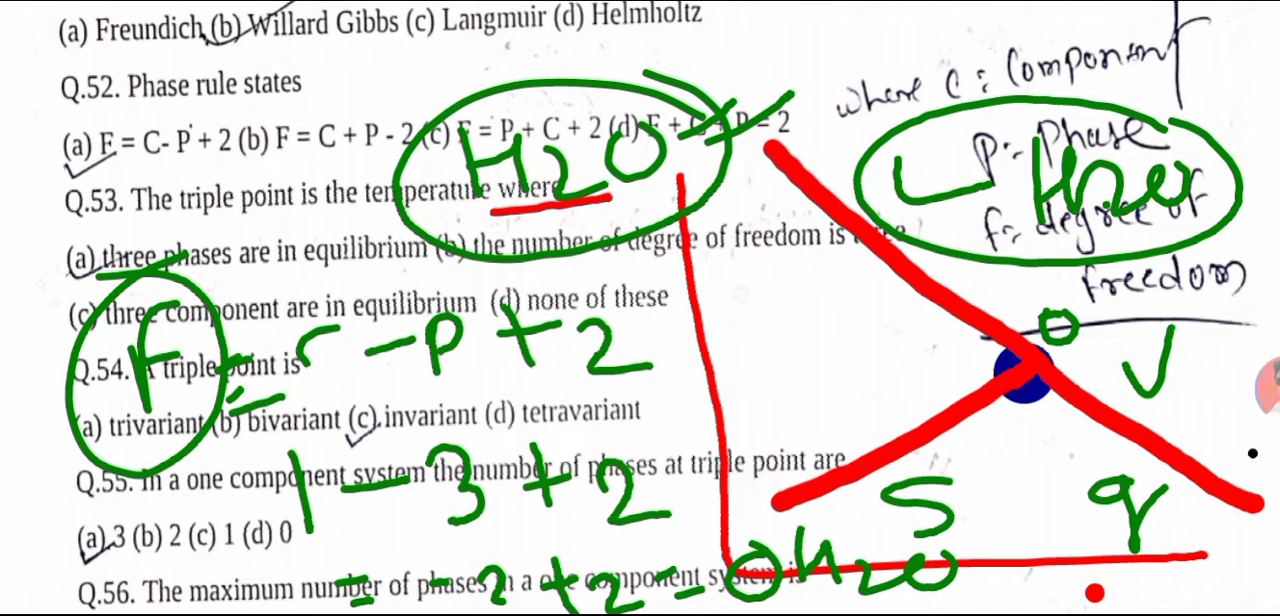 (a) Freundich (b) Willard Gibbs (c) Langmuir (d) Helmholtz
Q.52. Phase rule states
(a) F = C- P + 2 (b) F = C + P - 2 (c) F = P + C + 2 (d) F + C + P = 2
where C = Component
P = Phase
f = degree of
freedom
H2O
H2O
Q.53. The triple point is the temperature where
(a) three phases are in equilibrium (b) the number of degree of freedom is three
(c) three component are in equilibrium (d) none of these
F = C - P + 2
Q.54. A triple point is
(a) trivariant (b) bivariant (c) invariant (d) tetravariant
1 - 3 + 2
Q.55. In a one component system the number of phases at triple point are
(a) 3 (b) 2 (c) 1 (d) 0
= - 2 + 2 = 0
Q.56. The maximum number of phases in a one component system is
O
S
g
H2O